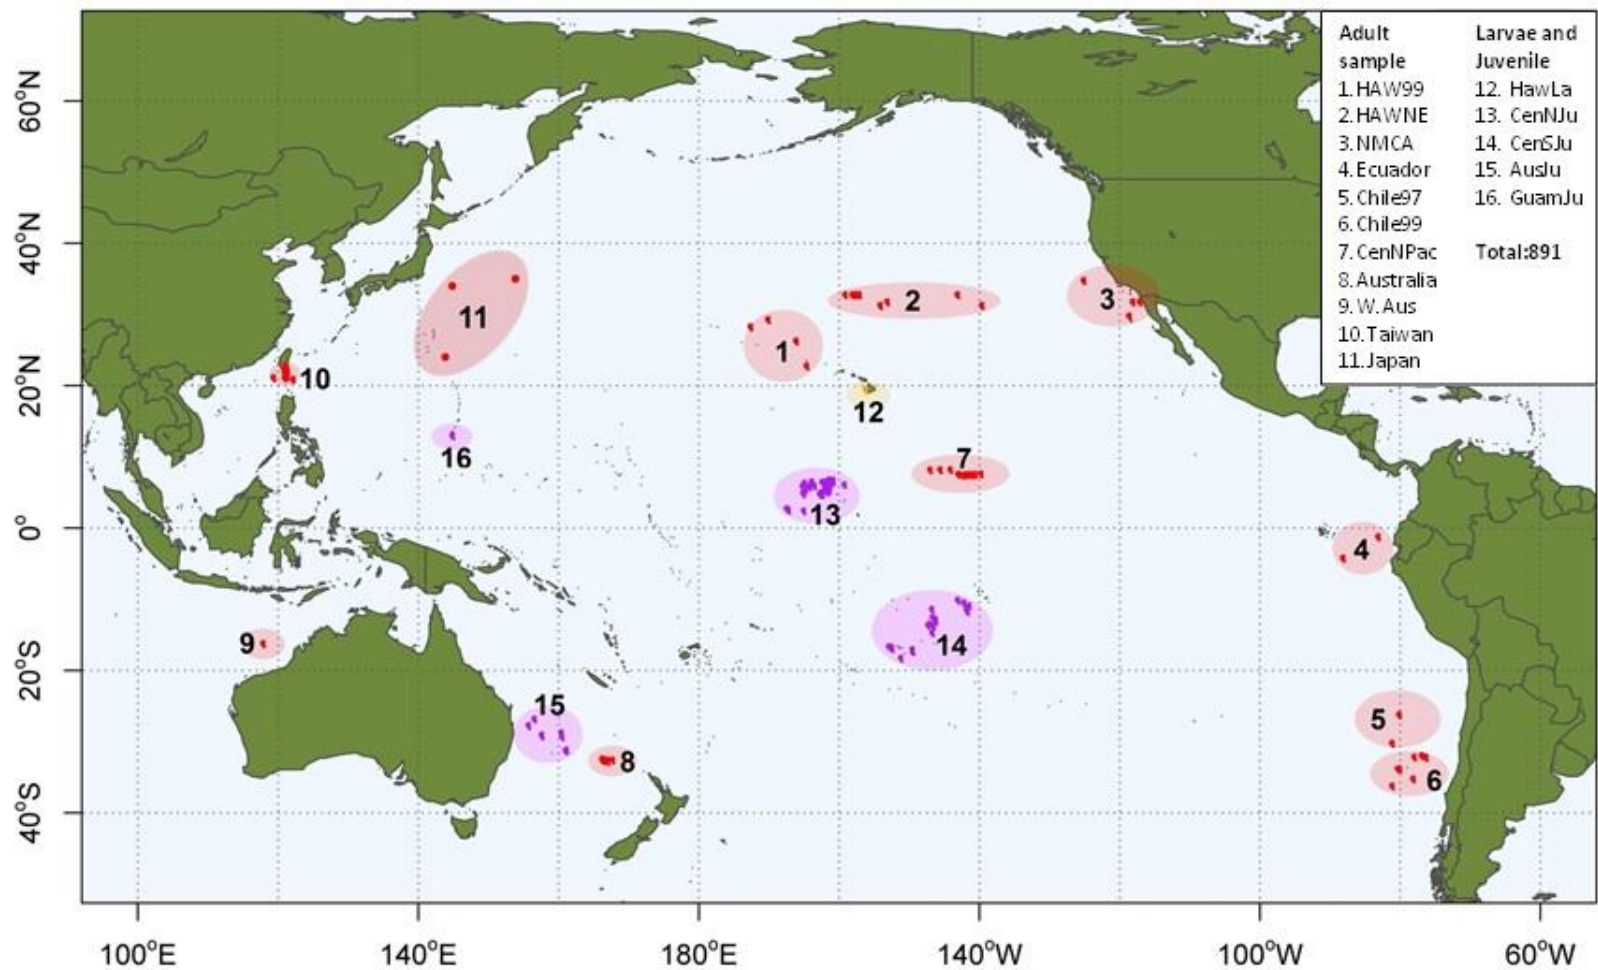 Adult sample
1.HAW99
2.HAWNE
3.NMCA
4.Ecuador
5.Chile97
6.Chile99
7.CenNPac
8.Australia
9.W.Aus
10.Taiwan
11.Japan
Larvae and Juvenile
12. HawLa
13. CenNJu
14. CenSJu
15. AusJu
16. GuamJu
Total:891
60°N
40°N
20°N
0°
20°S
40°S
11
2
3
1
10
12
16
7
13
4
9
14
15
5
8
6
100°E
140°E
180°E
140°W
100°W
60°W